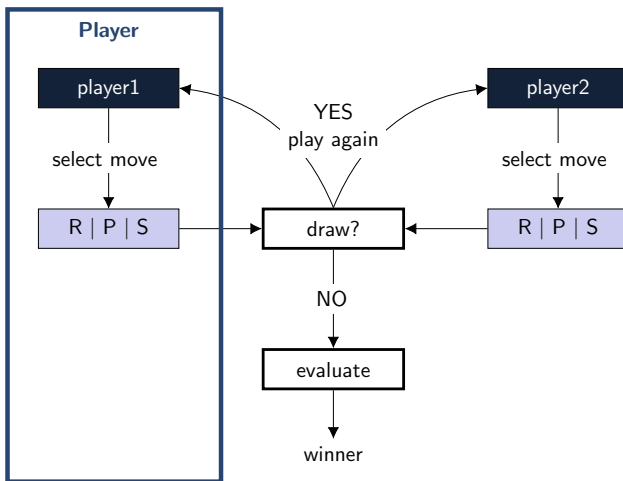 Player
player1
player2
YES
play again
select move
select move
R | P | S
draw?
R | P | S
NO
evaluate
winner